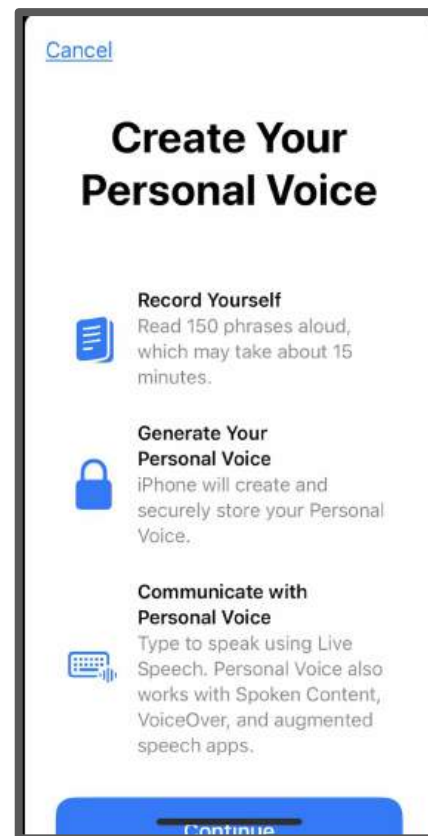 Cancel
Create Your
Personal Voice
Record Yourself
Read 150 phrases aloud,
which may take about 15
minutes.
Generate Your
Personal Voice
iPhone will create and
securely store your Personal
Voice.
Communicate with
Personal Voice
Type to speak using Live
Speech. Personal Voice also
works with Spoken Content,
VoiceOver, and augmented
speech apps.
Continue